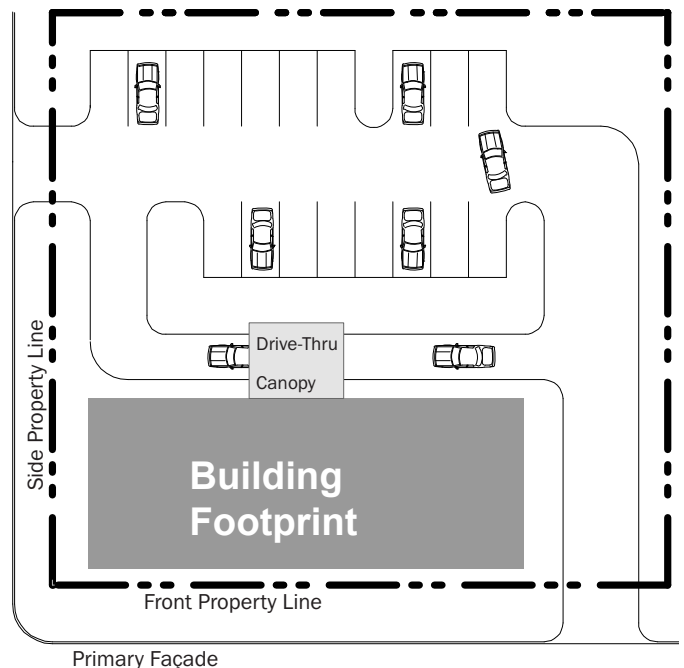 Drive-Thru
Canopy
Side Property Line
Building
Footprint
Front Property Line
Primary Façade